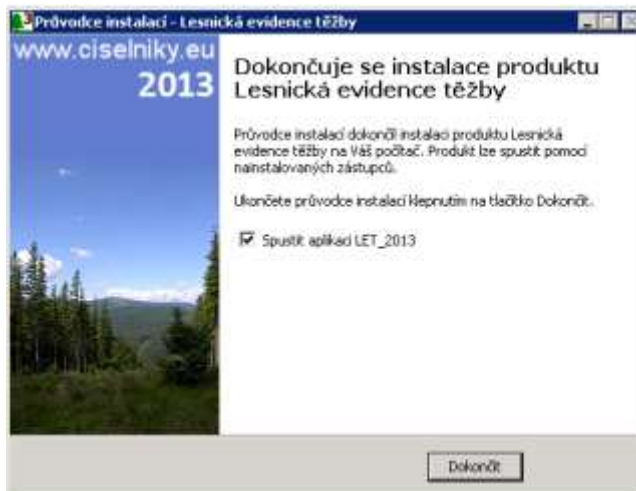 Průvodce instalací - Lesnická evidence těžby
www.ciselniky.eu
2013
Dokončuje se instalace produktu
Lesnická evidence těžby
Průvodce instalací dokončil instalaci produktu Lesnická
evidence těžby na Váš počítač. Produkt lze spustit pomocí
nainstalovaných zástupců.
Ukončete průvodce instalací klepnutím na tlačítko Dokončit.
Spustit aplikaci LET_2013
Dokončit